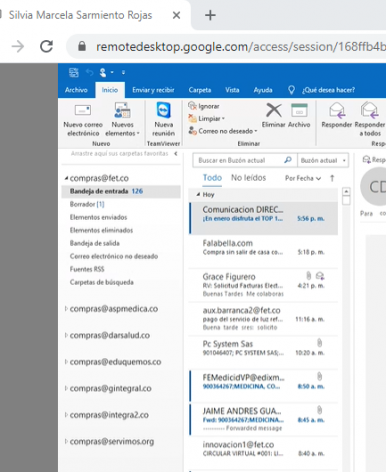 Silvia Marcela Sarmiento Rojas
remotedesktop.google.com/access/session/168ffb4b
Archivo Inicio Enviar y recibir Carpeta Vista Ayuda ¿Qué desea hacer?
Nuevo correo electrónico
Nuevos elementos
Nueva reunión
Ignorar
Limpiar
Correo no deseado
Eliminar
Archivo
Responder
Responder a todos
Nuevo TeamViewer Eliminar Resp
Arrastre aquí sus carpetas favoritas
compras@fet.co
Bandeja de entrada 126
Borrador [1]
Elementos enviados
Elementos eliminados
Bandeja de salida
Correo electrónico no deseado
Fuentes RSS
Carpetas de búsqueda
compras@aspmedica.co
compras@darsalud.co
compras@eduquemos.co
compras@gintegral.co
compras@integra2.co
compras@servimos.org
Buscar en Buzón actual Buzón actual
Todo No leídos Por Fecha
Hoy
Comunicacion DIREC...
¡En enero disfruta el TOP 1... 5:56 p. m.
Falabella.com
Compra sin salir de casa co... 5:18 p. m.
Grace Figurero
RV: Solicitud Facturas Elect... 4:21 p. m.
Buenas Tardes Me colaboras
aux.barranca2@fet.co
pago del servicio de luz ref... 11:16 a. m.
Buena tarde sres: solicito
Pc System Sas
901046407; PC SYSTEM SAS;... 10:20 a. m.
FEMedicidVP@edixm...
900364267;MEDICINA, CO... 8:50 a. m.
JAIME ANDRES GUA...
Fwd: 900364267;MEDICIN... 8:45 a. m.
---------- Forwarded message
innovacion1@fet.co
CIRCULAR VIRTUAL #001: LI... 8:40 a. m.
Resp
CD
Para co